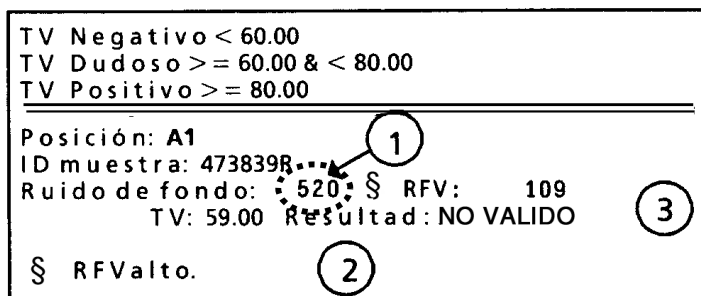 TV Negativo < 60.00
TV Dudoso > = 60.00 & < 80.00
TV Positivo > = 80.00
Posición: A1
1
ID muestra: 473839R
Ruido de fondo: 520 § RFV: 109
3
TV: 59.00 Resultad: NO VALIDO
§ RFValto.
2